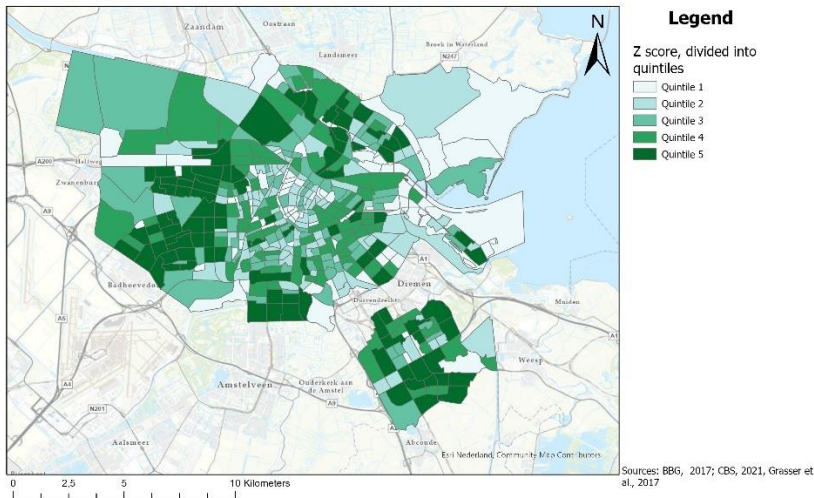 Legend
Z score, divided into
quintiles
Quintile 1
Quintile 2
Quintile 3
Quintile 4
Quintile 5
N
Zaandam
Oostzaan
Landsmeer
Broek in Waterland
N247
A200
Halfweg
Zwanenburg
A9
A5
Badhoevedorp
A4
N201
Aalsmeer
Amstelveen
Ouderkerk aan
de Amstel
A9
Duivendrecht
Diemen
A1
Muiden
A1
Weesp
Abcoude
Esri Nederland, Community Map Contributors
Sources: BBG, 2017; CBS, 2021, Grasser et
al., 2017
0 2,5 5 10 Kilometers